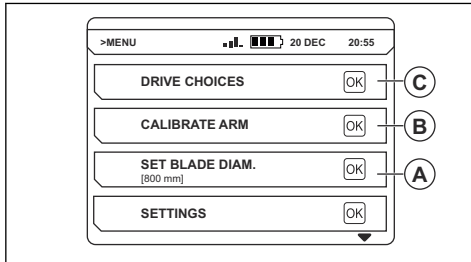 >MENU 20 DEC 20:55
DRIVE CHOICES OK C
CALIBRATE ARM OK B
SET BLADE DIAM. OK A
[800 mm]
SETTINGS OK